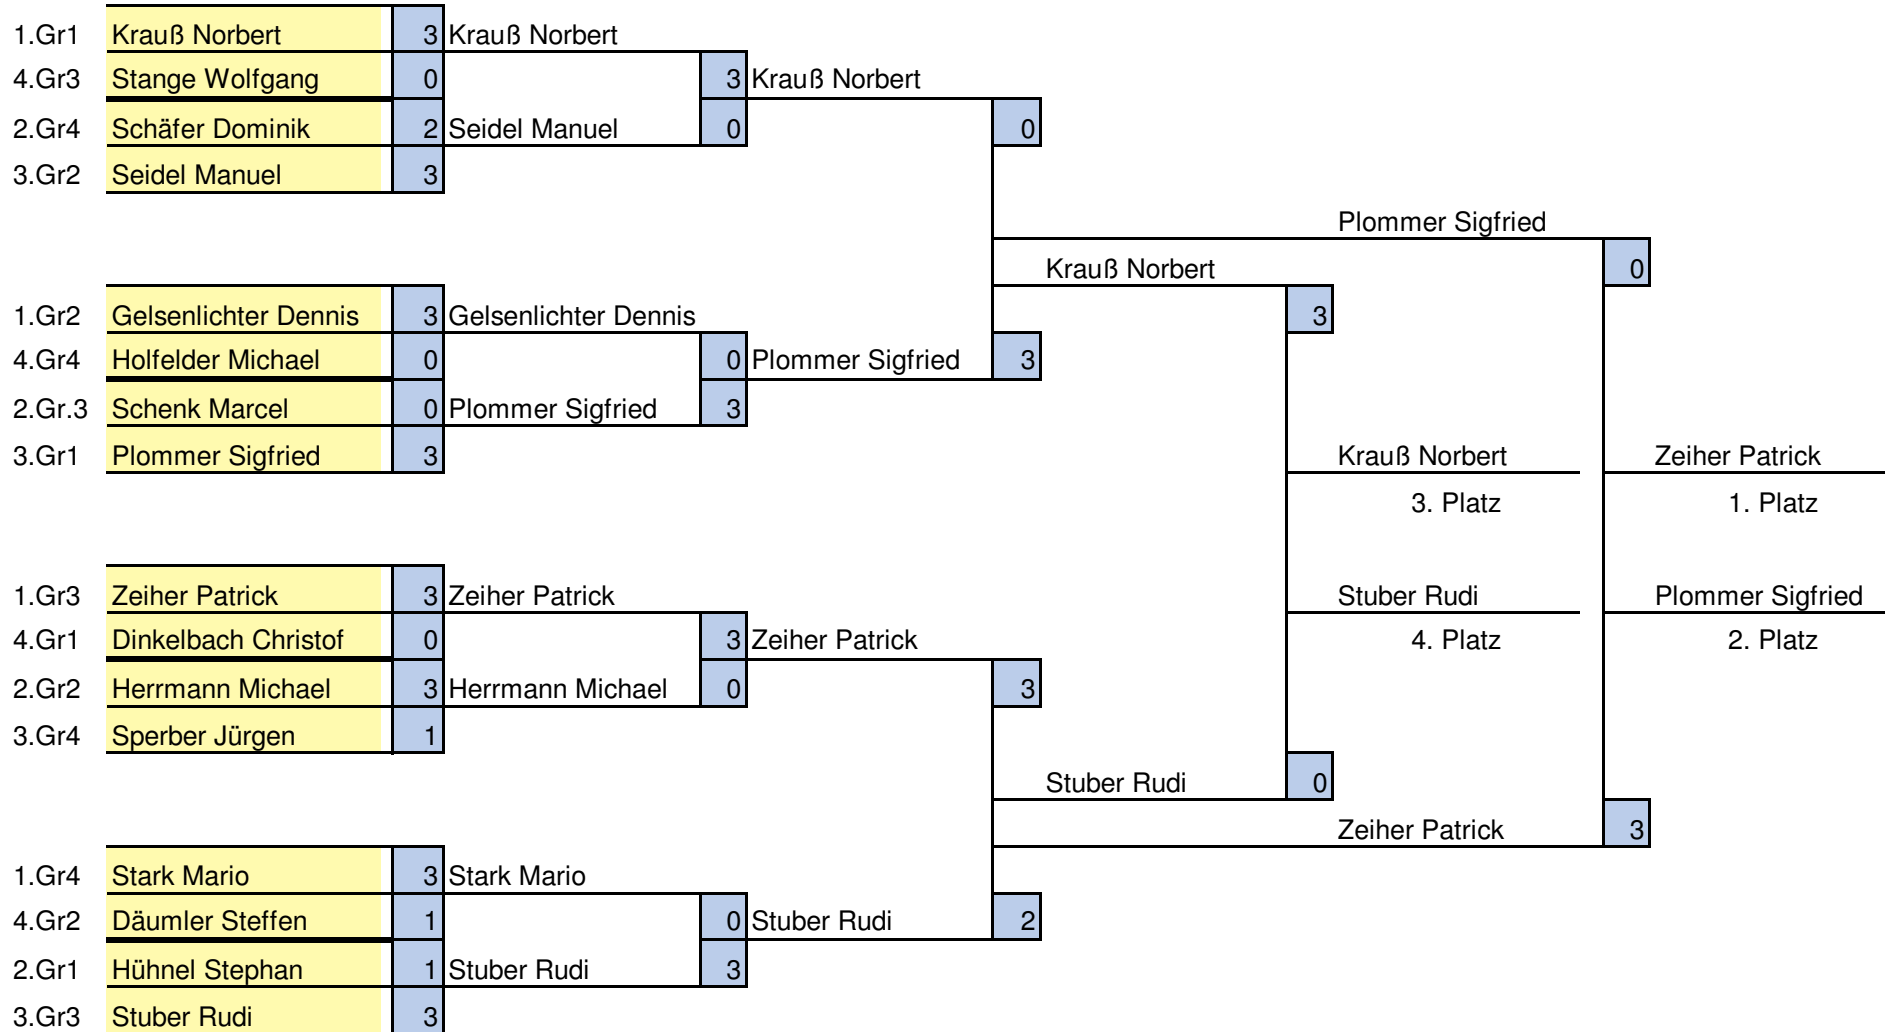 1.Gr1 Krauß Norbert 3 Krauß Norbert
4.Gr3 Stange Wolfgang 0 3 Krauß Norbert
2.Gr4 Schäfer Dominik 2 Seidel Manuel 0 0
3.Gr2 Seidel Manuel 3
Plommer Sigfried
Krauß Norbert 0
1.Gr2 Gelsenlichter Dennis 3 Gelsenlichter Dennis 3
4.Gr4 Holfelder Michael 0 0 Plommer Sigfried 3
2.Gr.3 Schenk Marcel 0 Plommer Sigfried 3
3.Gr1 Plommer Sigfried 3 Krauß Norbert Zeiher Patrick
3. Platz 1. Platz
1.Gr3 Zeiher Patrick 3 Zeiher Patrick Stuber Rudi Plommer Sigfried
4.Gr1 Dinkelbach Christof 0 3 Zeiher Patrick 4. Platz 2. Platz
2.Gr2 Herrmann Michael 3 Herrmann Michael 0 3
3.Gr4 Sperber Jürgen 1
Stuber Rudi 0
Zeiher Patrick 3
1.Gr4 Stark Mario 3 Stark Mario
4.Gr2 Däumler Steffen 1 0 Stuber Rudi 2
2.Gr1 Hühnel Stephan 1 Stuber Rudi 3
3.Gr3 Stuber Rudi 3